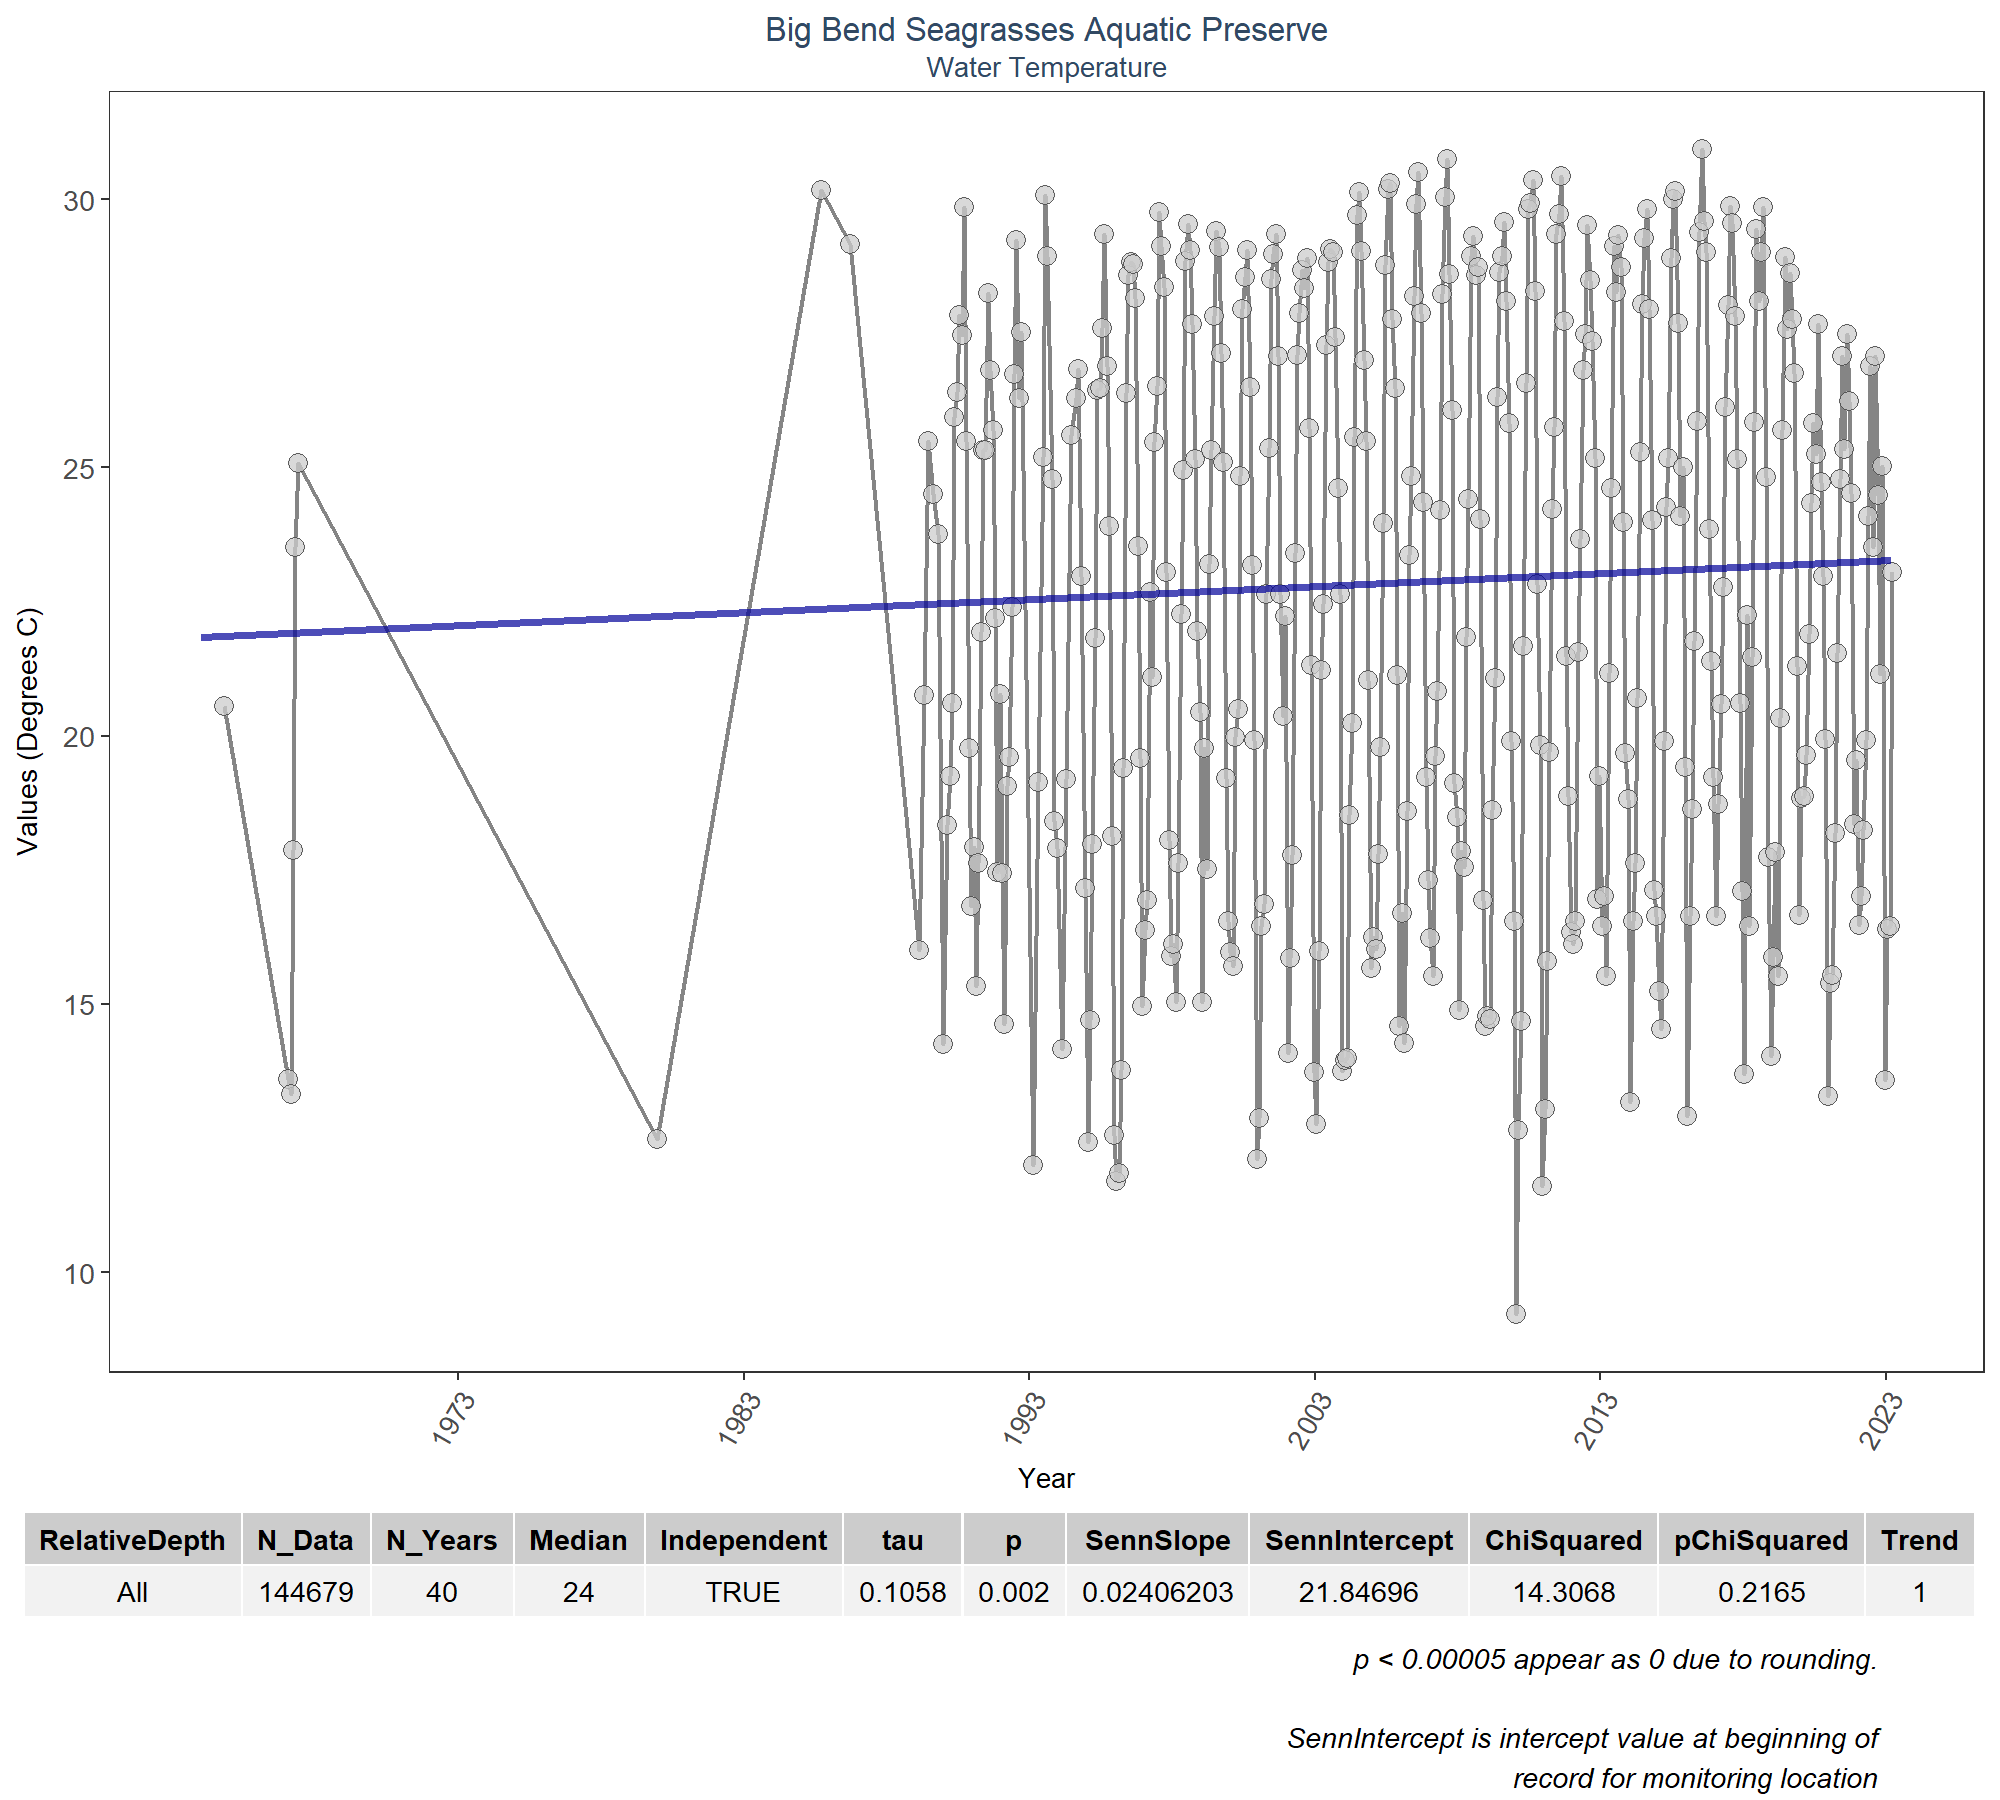 Big Bend Seagrasses Aquatic Preserve
Water Temperature
Values (Degrees C)
30
25
20
15
10
1973
1983
1993
2003
2013
2023
Year
RelativeDepth N_Data N_Years Median Independent tau p SennSlope SennIntercept ChiSquared pChiSquared Trend
All 144679 40 24 TRUE 0.1058 0.002 0.02406203 21.84696 14.3068 0.2165 1
p < 0.00005 appear as 0 due to rounding.
SennIntercept is intercept value at beginning of
record for monitoring location